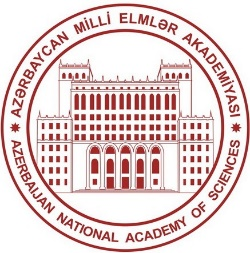 AZƏRBAYCAN MİLLİ ELMLƏR AKADEMİYASI
AZERBAIJAN NATIONAL ACADEMY OF SCIENCES